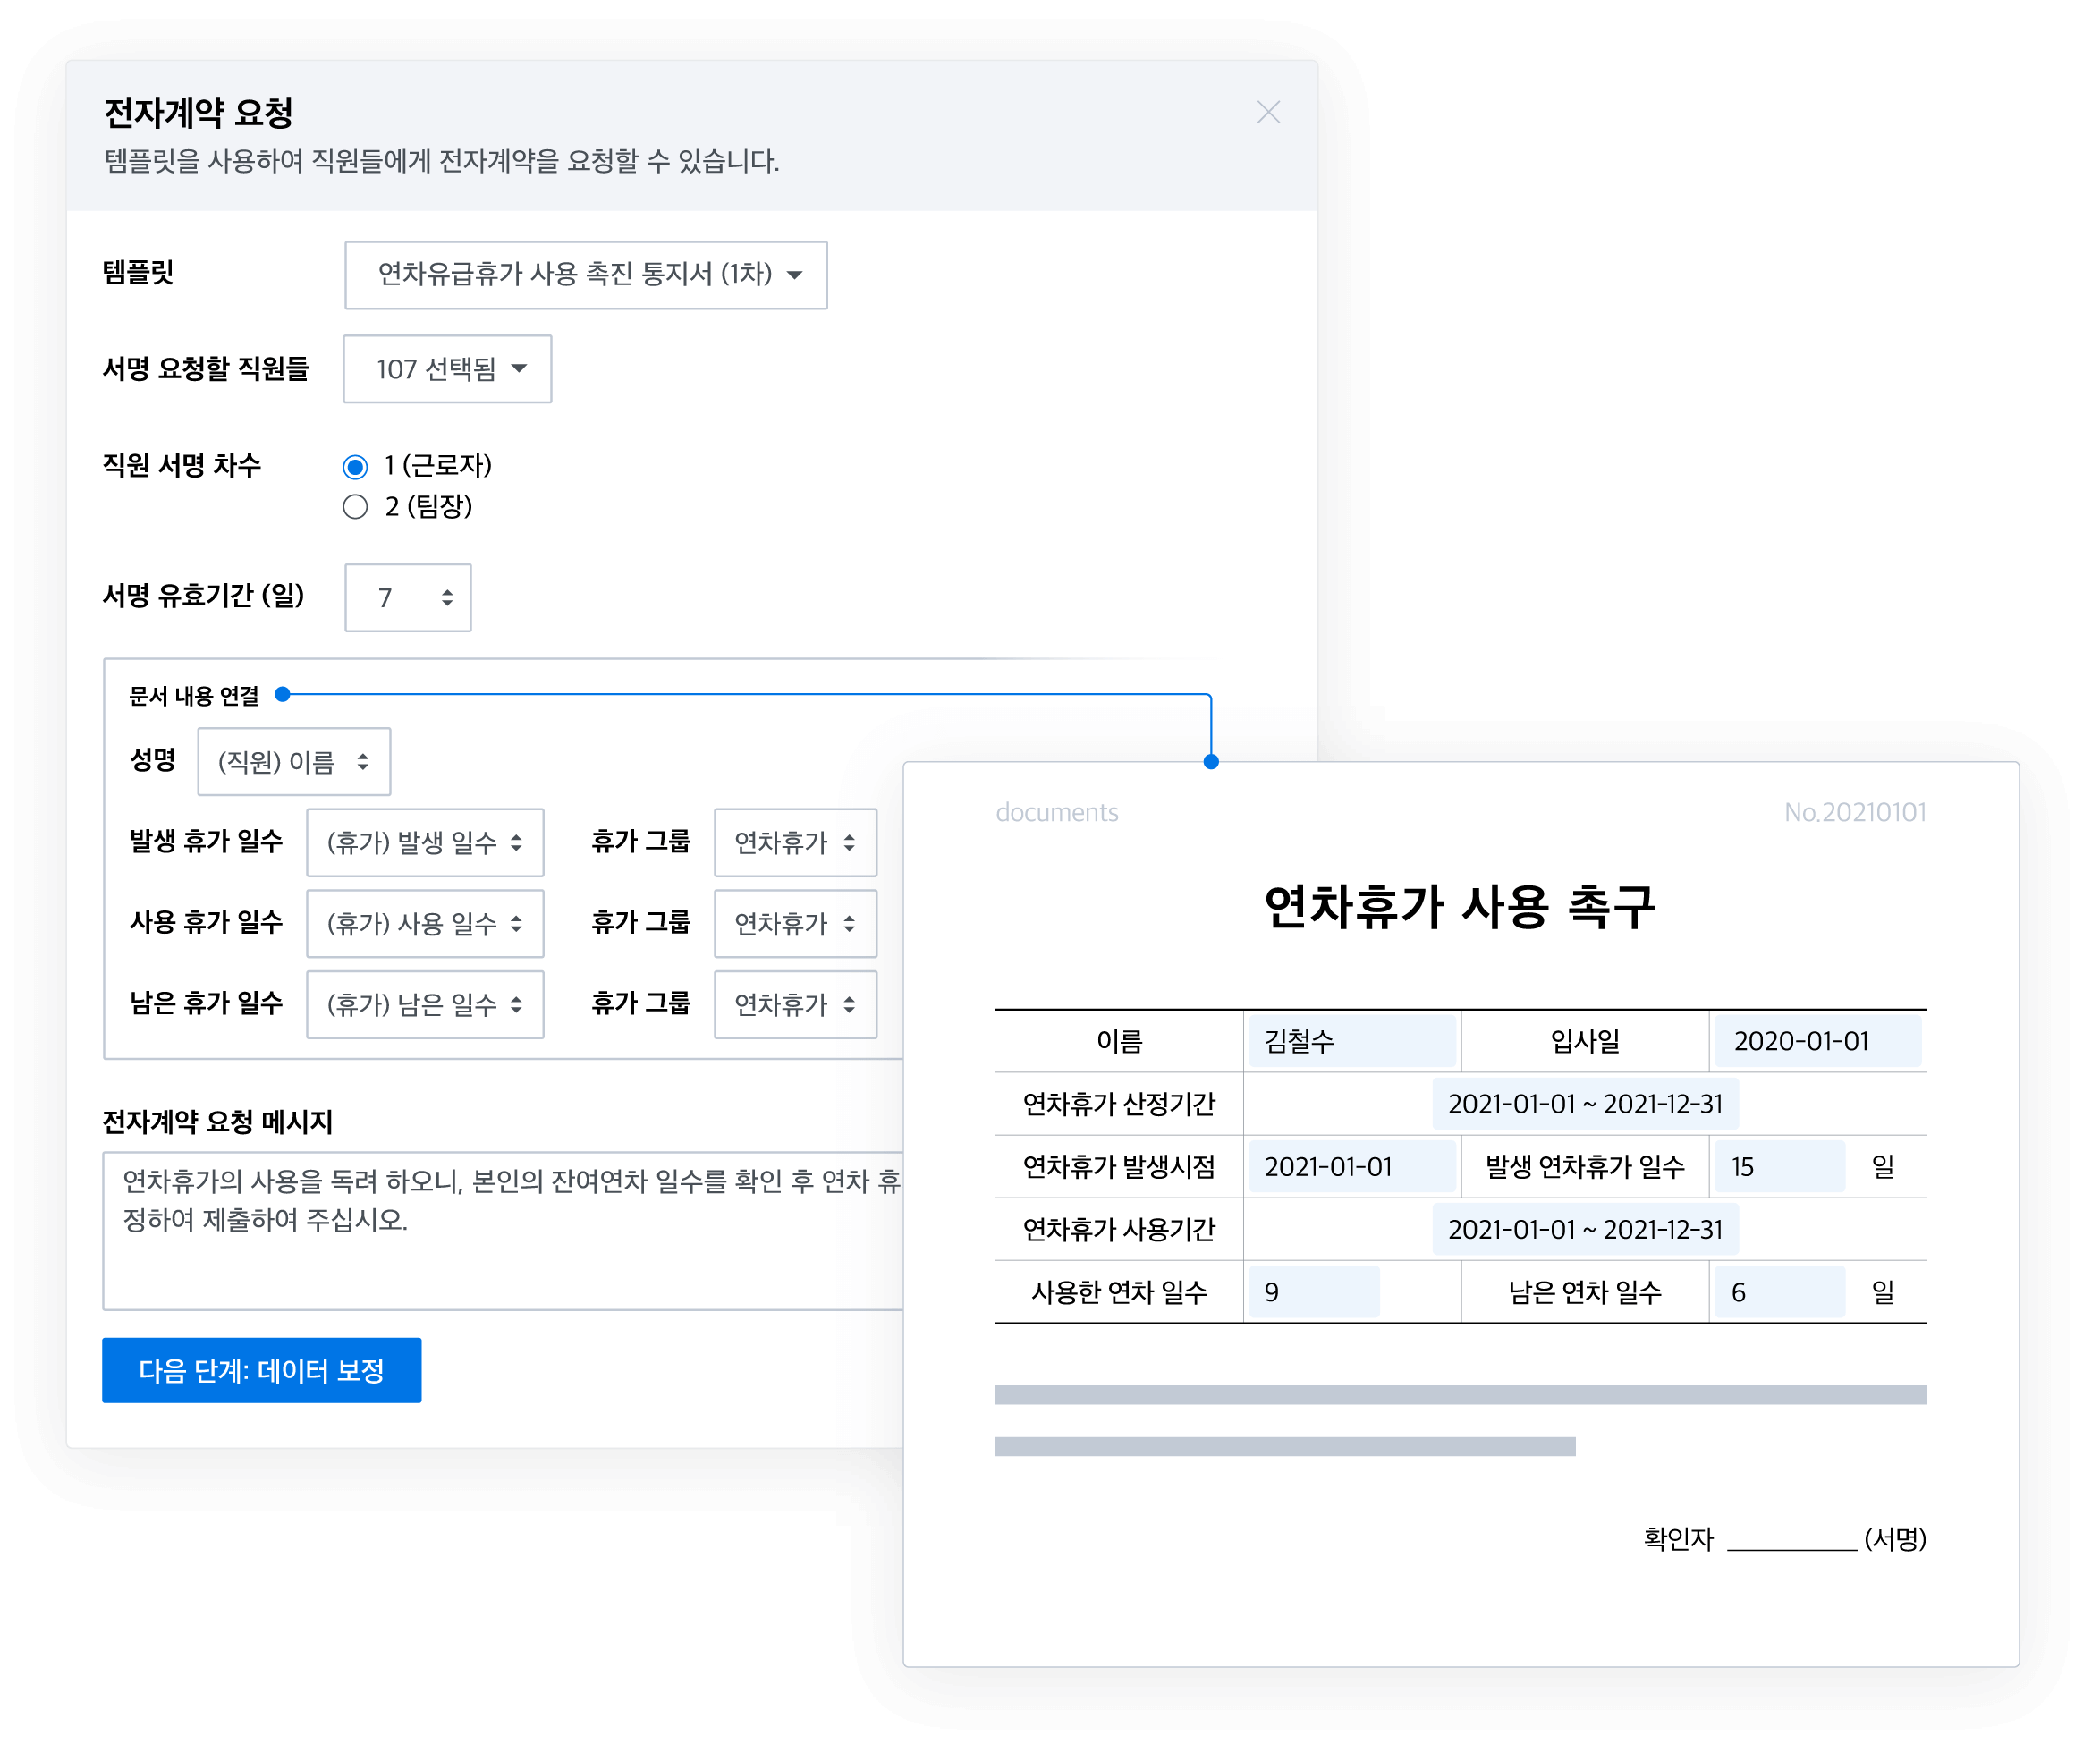 전자계약 요청
템플릿을 사용하여 직원들에게 전자계약을 요청할 수 있습니다.
템플릿 연차유급휴가 사용 촉진 통지서 (1차)
서명 요청할 직원들 107 선택됨
직원 서명 차수 1 (근로자)
2 (팀장)
서명 유효기간 (일) 7
문서 내용 연결
성명 (직원) 이름
발생 휴가 일수 (휴가) 발생 일수 휴가 그룹 연차휴가
사용 휴가 일수 (휴가) 사용 일수 휴가 그룹 연차휴가
남은 휴가 일수 (휴가) 남은 일수 휴가 그룹 연차휴가
전자계약 요청 메시지
연차휴가의 사용을 독려 하오니, 본인의 잔여연차 일수를 확인 후 연차 휴
정하여 제출하여 주십시오.
다음 단계: 데이터 보정
documents No.20210101
연차휴가 사용 촉구
이름 김철수 입사일 2020-01-01
연차휴가 산정기간 2021-01-01 ~ 2021-12-31
연차휴가 발생시점 2021-01-01 발생 연차휴가 일수 15 일
연차휴가 사용기간 2021-01-01 ~ 2021-12-31
사용한 연차 일수 9 남은 연차 일수 6 일
확인자 __________ (서명)